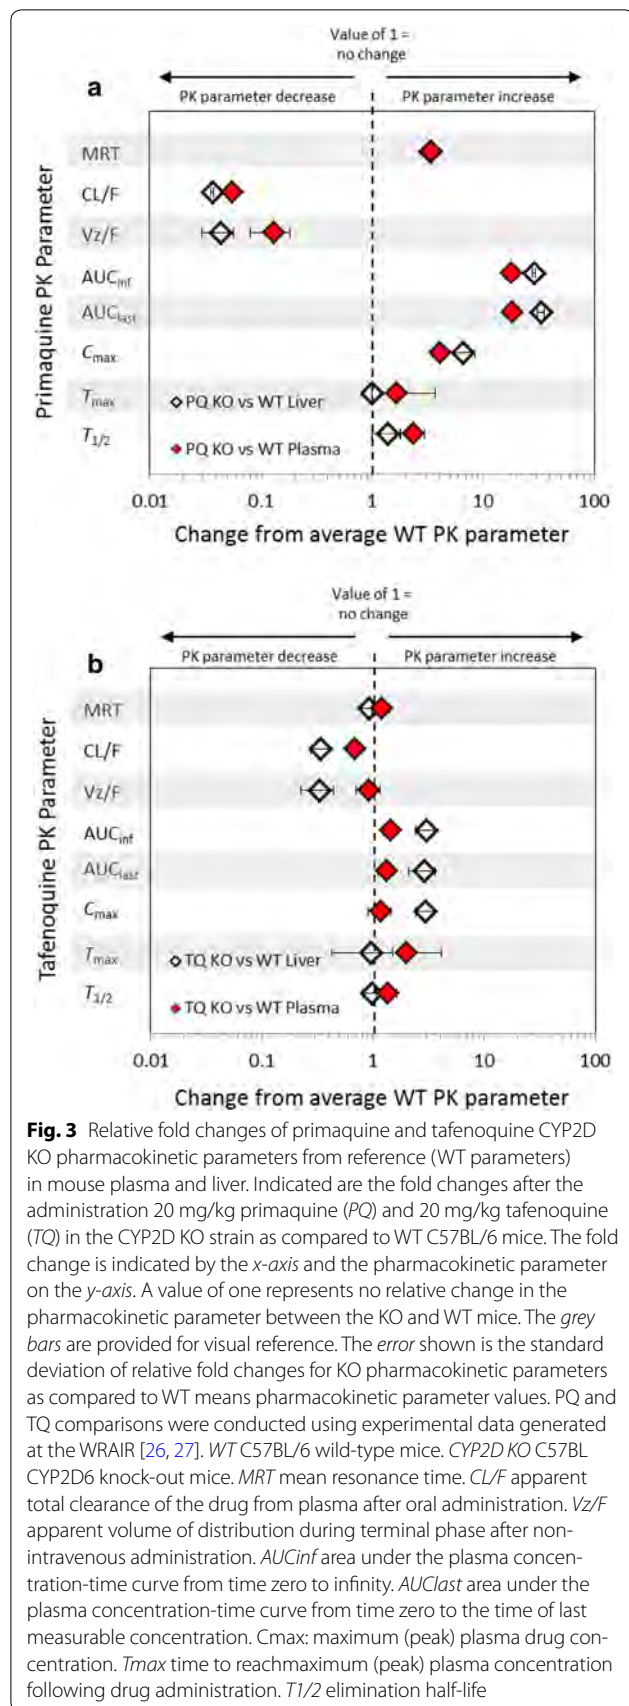 Value of 1 =
no change
a
PK parameter decrease
PK parameter increase
Primaquine PK Parameter
MRT
CL/F
Vz/F
AUCinf
AUClast
Cmax
Tmax
T1/2
PQ KO vs WT Liver
PQ KO vs WT Plasma
0.01 0.1 1 10 100
Change from average WT PK parameter
Value of 1 =
no change
b
PK parameter decrease
PK parameter increase
Tafenoquine PK Parameter
MRT
CL/F
Vz/F
AUCinf
AUClast
Cmax
Tmax
T1/2
TQ KO vs WT Liver
TQ KO vs WT Plasma
0.01 0.1 1 10 100
Change from average WT PK parameter
Fig. 3 Relative fold changes of primaquine and tafenoquine CYP2D
KO pharmacokinetic parameters from reference (WT parameters)
in mouse plasma and liver. Indicated are the fold changes after the
administration 20 mg/kg primaquine (PQ) and 20 mg/kg tafenoquine
(TQ) in the CYP2D KO strain as compared to WT C57BL/6 mice. The fold
change is indicated by the x-axis and the pharmacokinetic parameter
on the y-axis. A value of one represents no relative change in the
pharmacokinetic parameter between the KO and WT mice. The grey
bars are provided for visual reference. The error shown is the standard
deviation of relative fold changes for KO pharmacokinetic parameters
as compared to WT means pharmacokinetic parameter values. PQ and
TQ comparisons were conducted using experimental data generated
at the WRAIR [26, 27]. WT C57BL/6 wild-type mice. CYP2D KO C57BL
CYP2D6 knock-out mice. MRT mean resonance time. CL/F apparent
total clearance of the drug from plasma after oral administration. Vz/F
apparent volume of distribution during terminal phase after non-
intravenous administration. AUCinf area under the plasma concen-
tration-time curve from time zero to infinity. AUClast area under the
plasma concentration-time curve from time zero to the time of last
measurable concentration. Cmax: maximum (peak) plasma drug con-
centration. Tmax time to reachmaximum (peak) plasma concentration
following drug administration. T1/2 elimination half-life